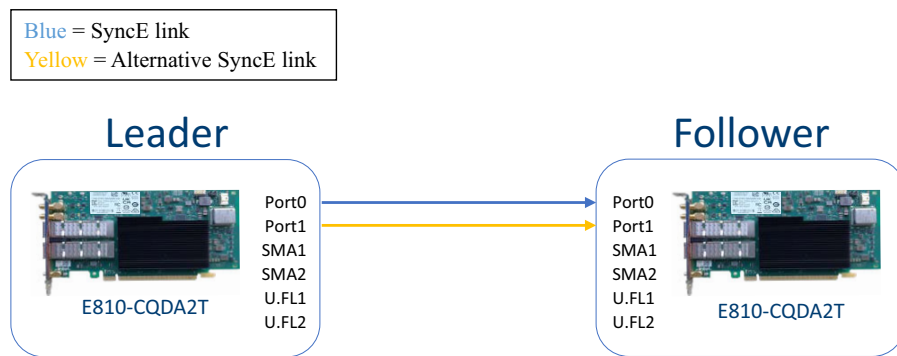 Blue = SyncE link
Yellow = Alternative SyncE link
Leader
Follower
Port0
Port1
SMA1
SMA2
U.FL1
U.FL2
E810-CQDA2T
Port0
Port1
SMA1
SMA2
U.FL1
U.FL2
E810-CQDA2T